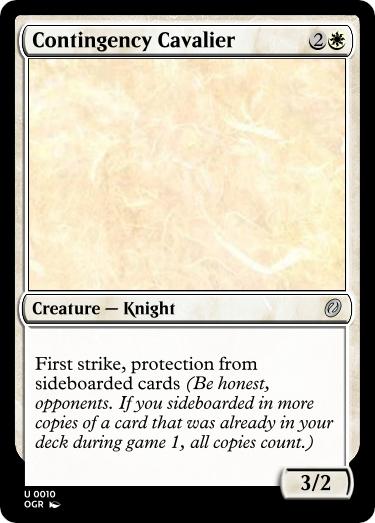 Contingency Cavalier 2
Creature — Knight
First strike, protection from
sideboarded cards (Be honest,
opponents. If you sideboarded in more
copies of a card that was already in your
deck during game 1, all copies count.)
3/2
U 0010
OGR